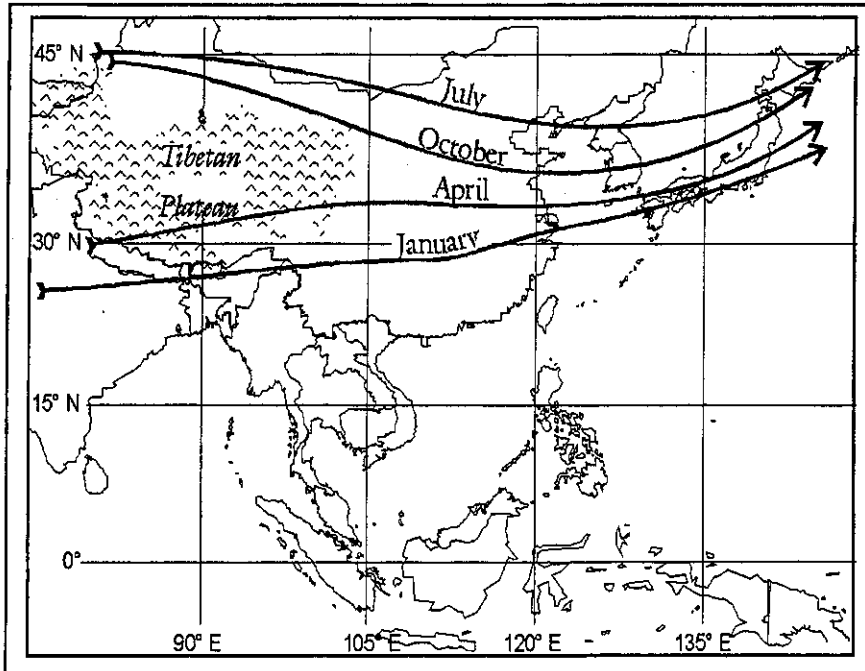 45° N
July
October
Tibetan
Plateau
April
30° N
January
15° N
0°
90° E
105° E
120° E
135° E